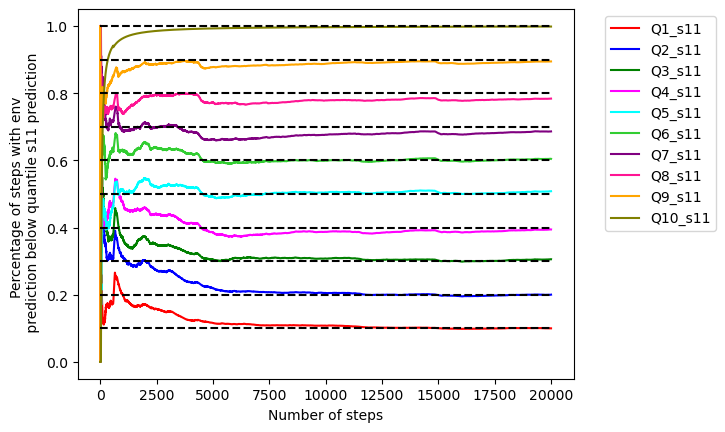 1.0
0.8
0.6
0.4
0.2
0.0
Percentage of steps with env
prediction below quantile s11 prediction
0
2500
5000
7500
10000
12500
15000
17500
20000
Number of steps
Q1_s11
Q2_s11
Q3_s11
Q4_s11
Q5_s11
Q6_s11
Q7_s11
Q8_s11
Q9_s11
Q10_s11